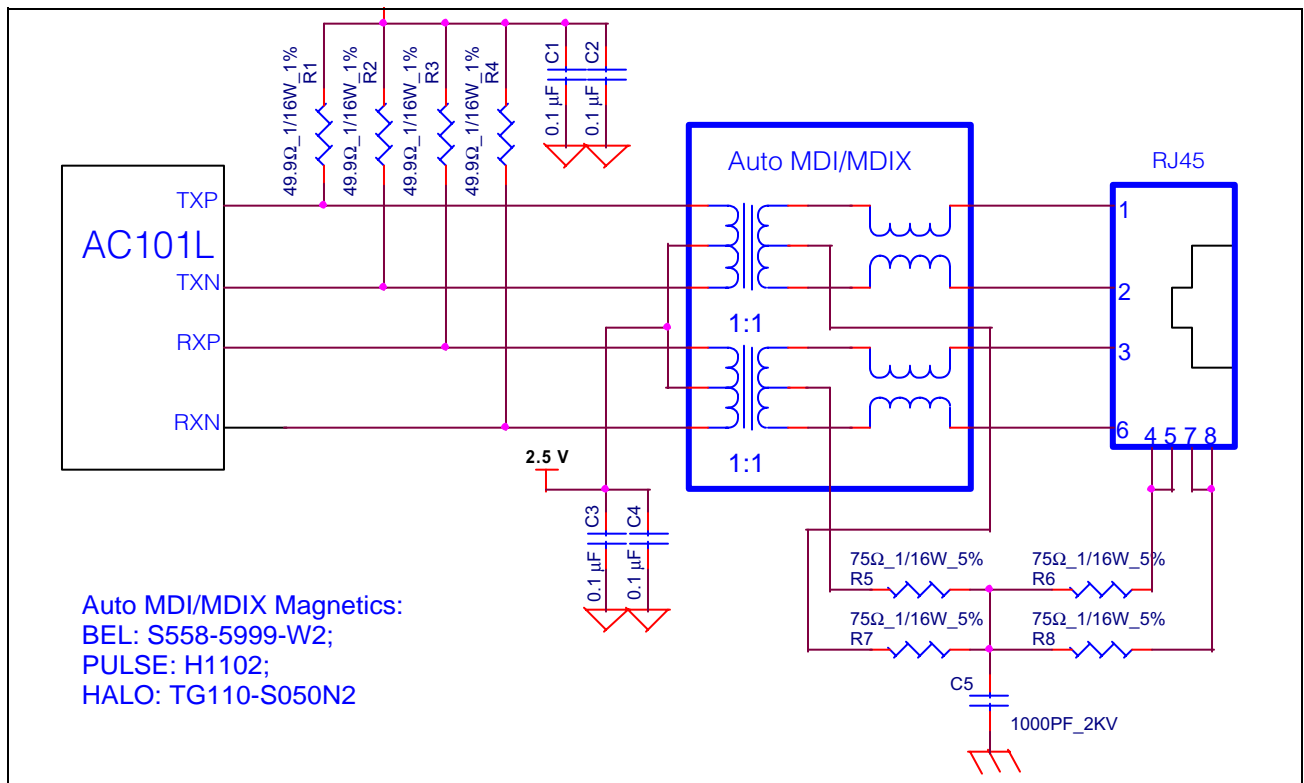 49.9Ω_1/16W_1%
R1
49.9Ω_1/16W_1%
R2
49.9Ω_1/16W_1%
R3
49.9Ω_1/16W_1%
R4
C1
0.1 µF
C2
0.1 µF
AC101L
TXP
TXN
RXP
RXN
Auto MDI/MDIX
1:1
1:1
RJ45
1
2
3
6
4 5 7 8
2.5 V
C3
0.1 µF
C4
0.1 µF
75Ω_1/16W_5%
R5
75Ω_1/16W_5%
R6
75Ω_1/16W_5%
R7
75Ω_1/16W_5%
R8
C5
1000PF_2KV
Auto MDI/MDIX Magnetics:
BEL: S558-5999-W2;
PULSE: H1102;
HALO: TG110-S050N2